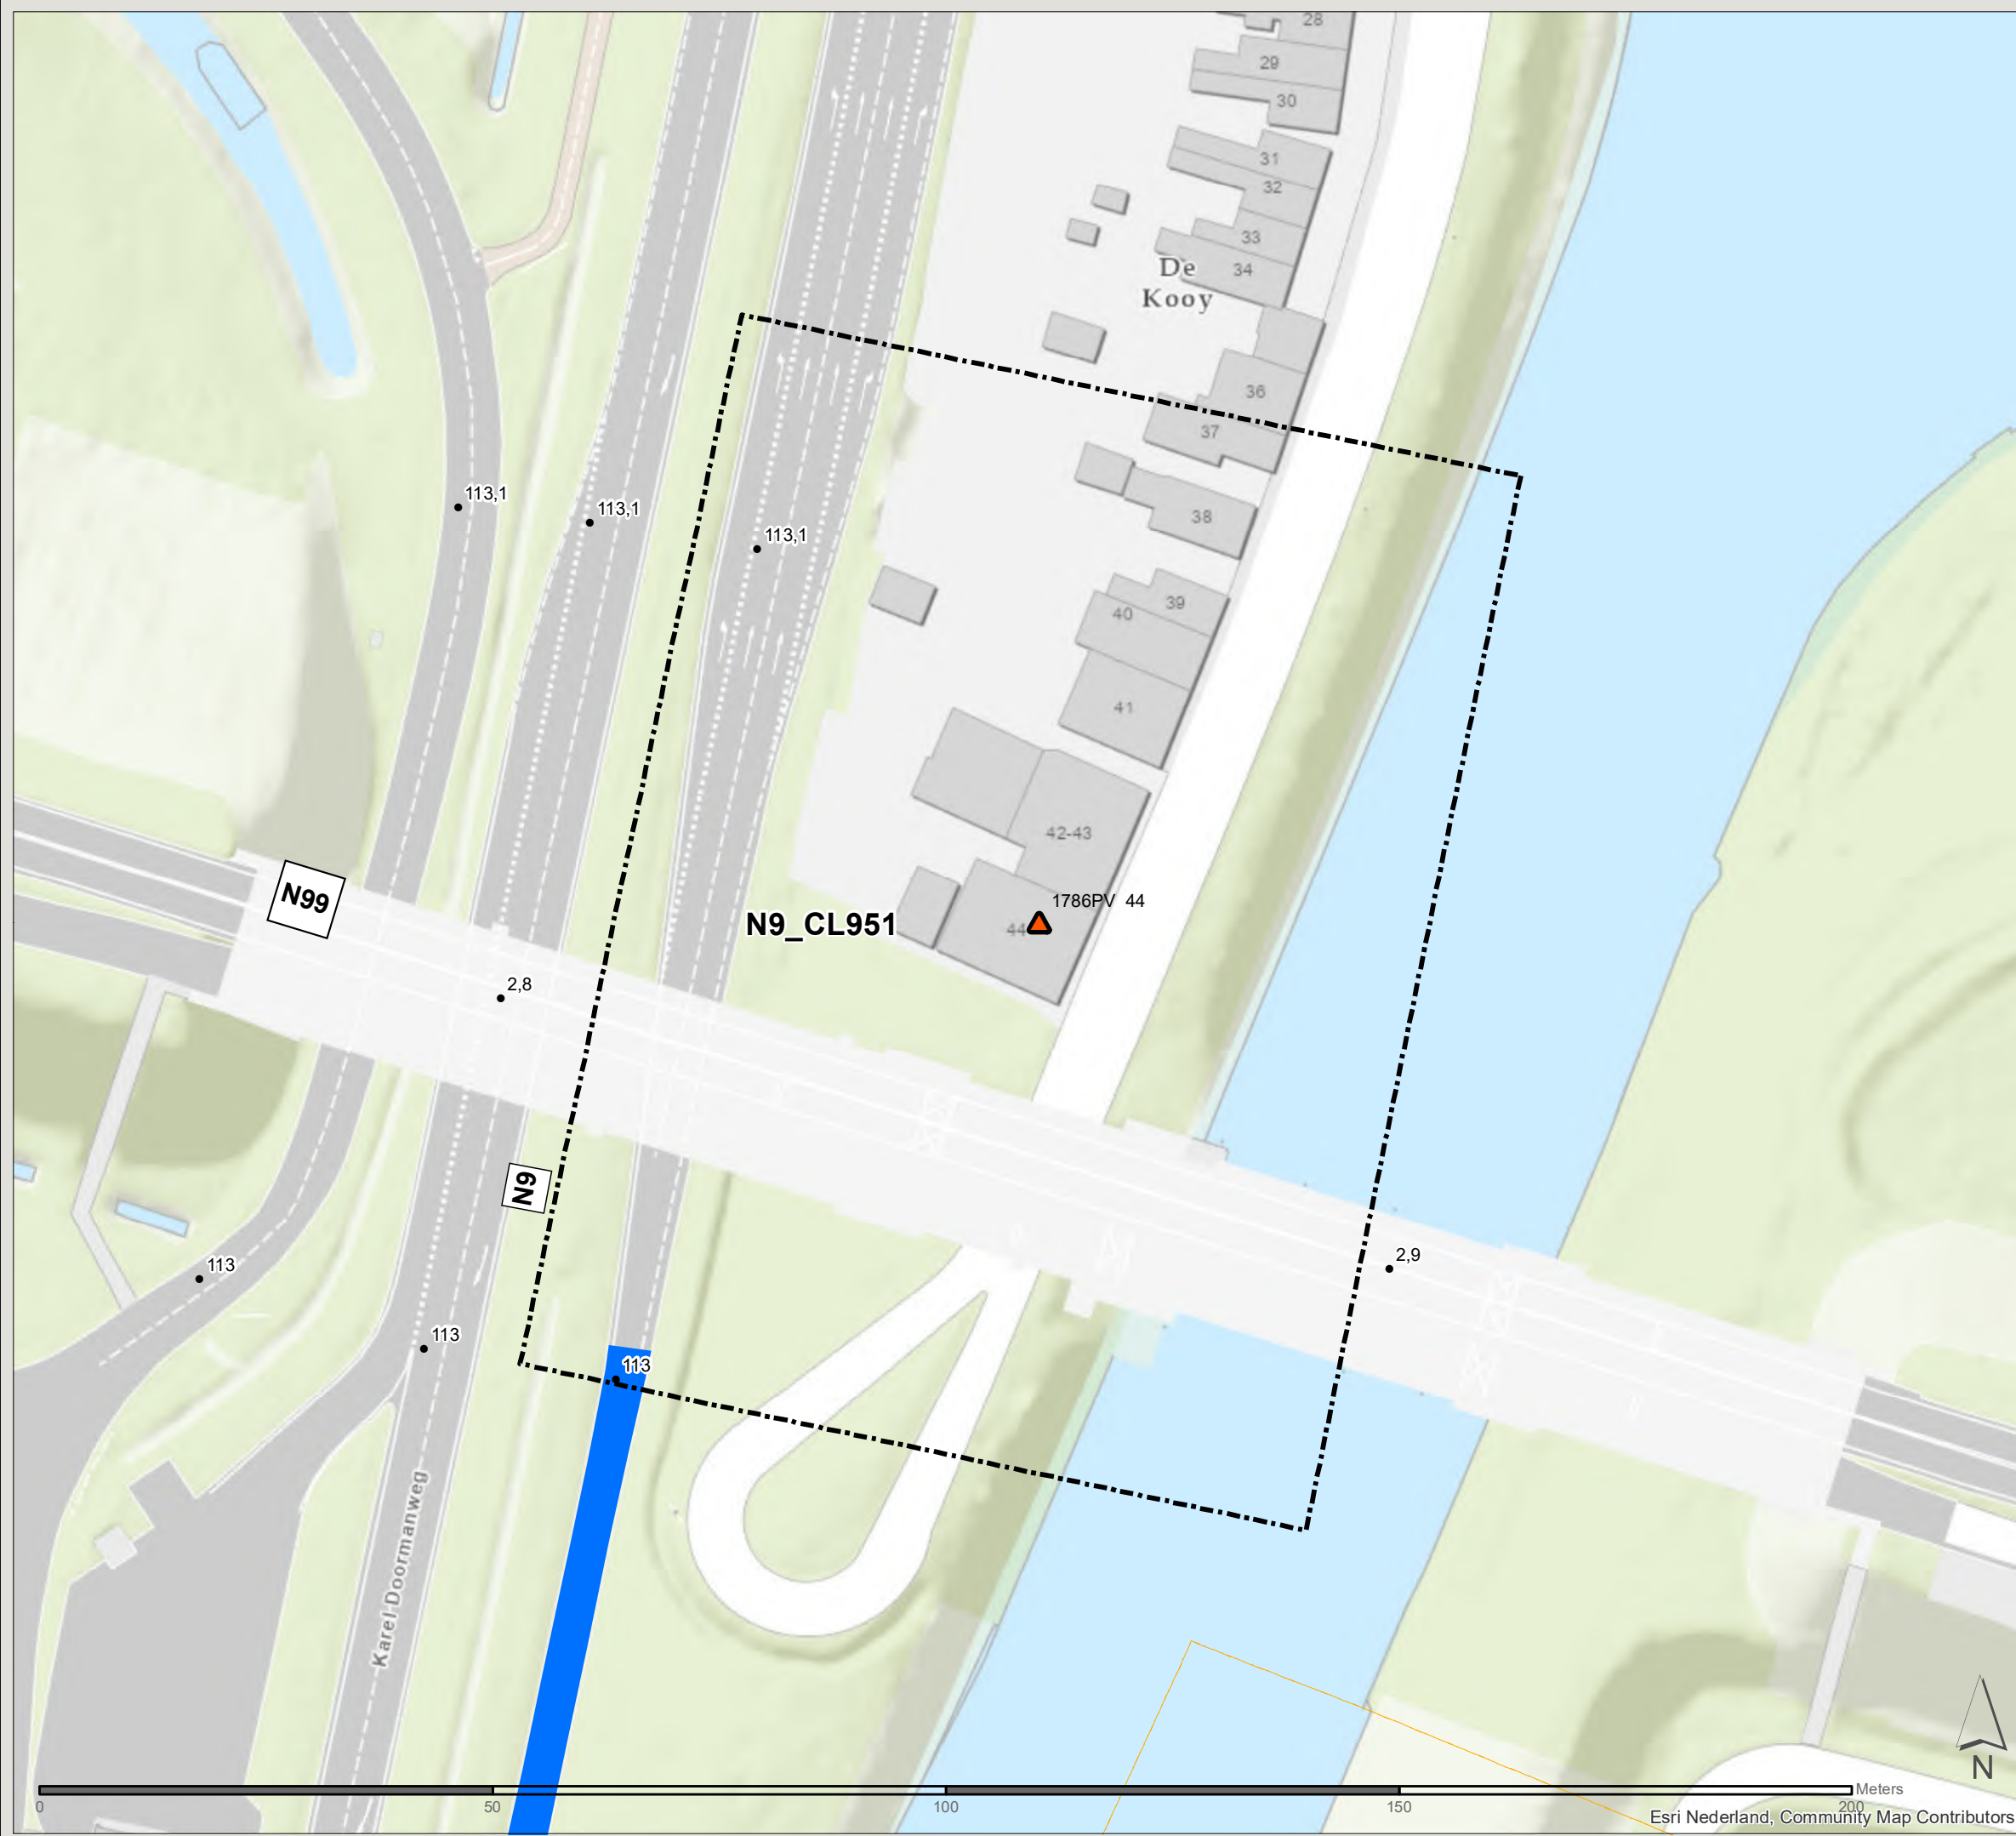 28
29
30
31
32
33
34
De
Kooy
36
37
113,1
113,1
113,1
38
39
40
41
42-43
N99
1786PV 44
N9_CL951
44
2,8
N9
2,9
113
113
113
Karel Doormanweg
N
Meters
0
50
100
150
200
Esri Nederland, Community Map Contributors